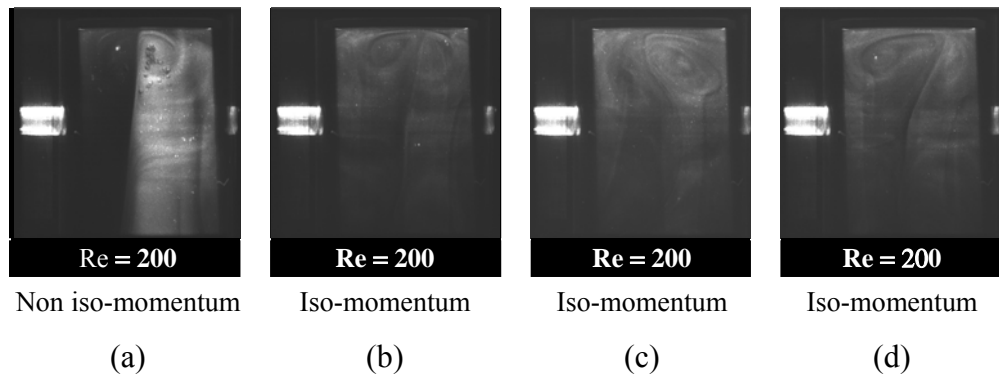 Re = 200
Re = 200
Re = 200
Re = 200
Non iso-momentum
Iso-momentum
Iso-momentum
Iso-momentum
(a)
(b)
(c)
(d)